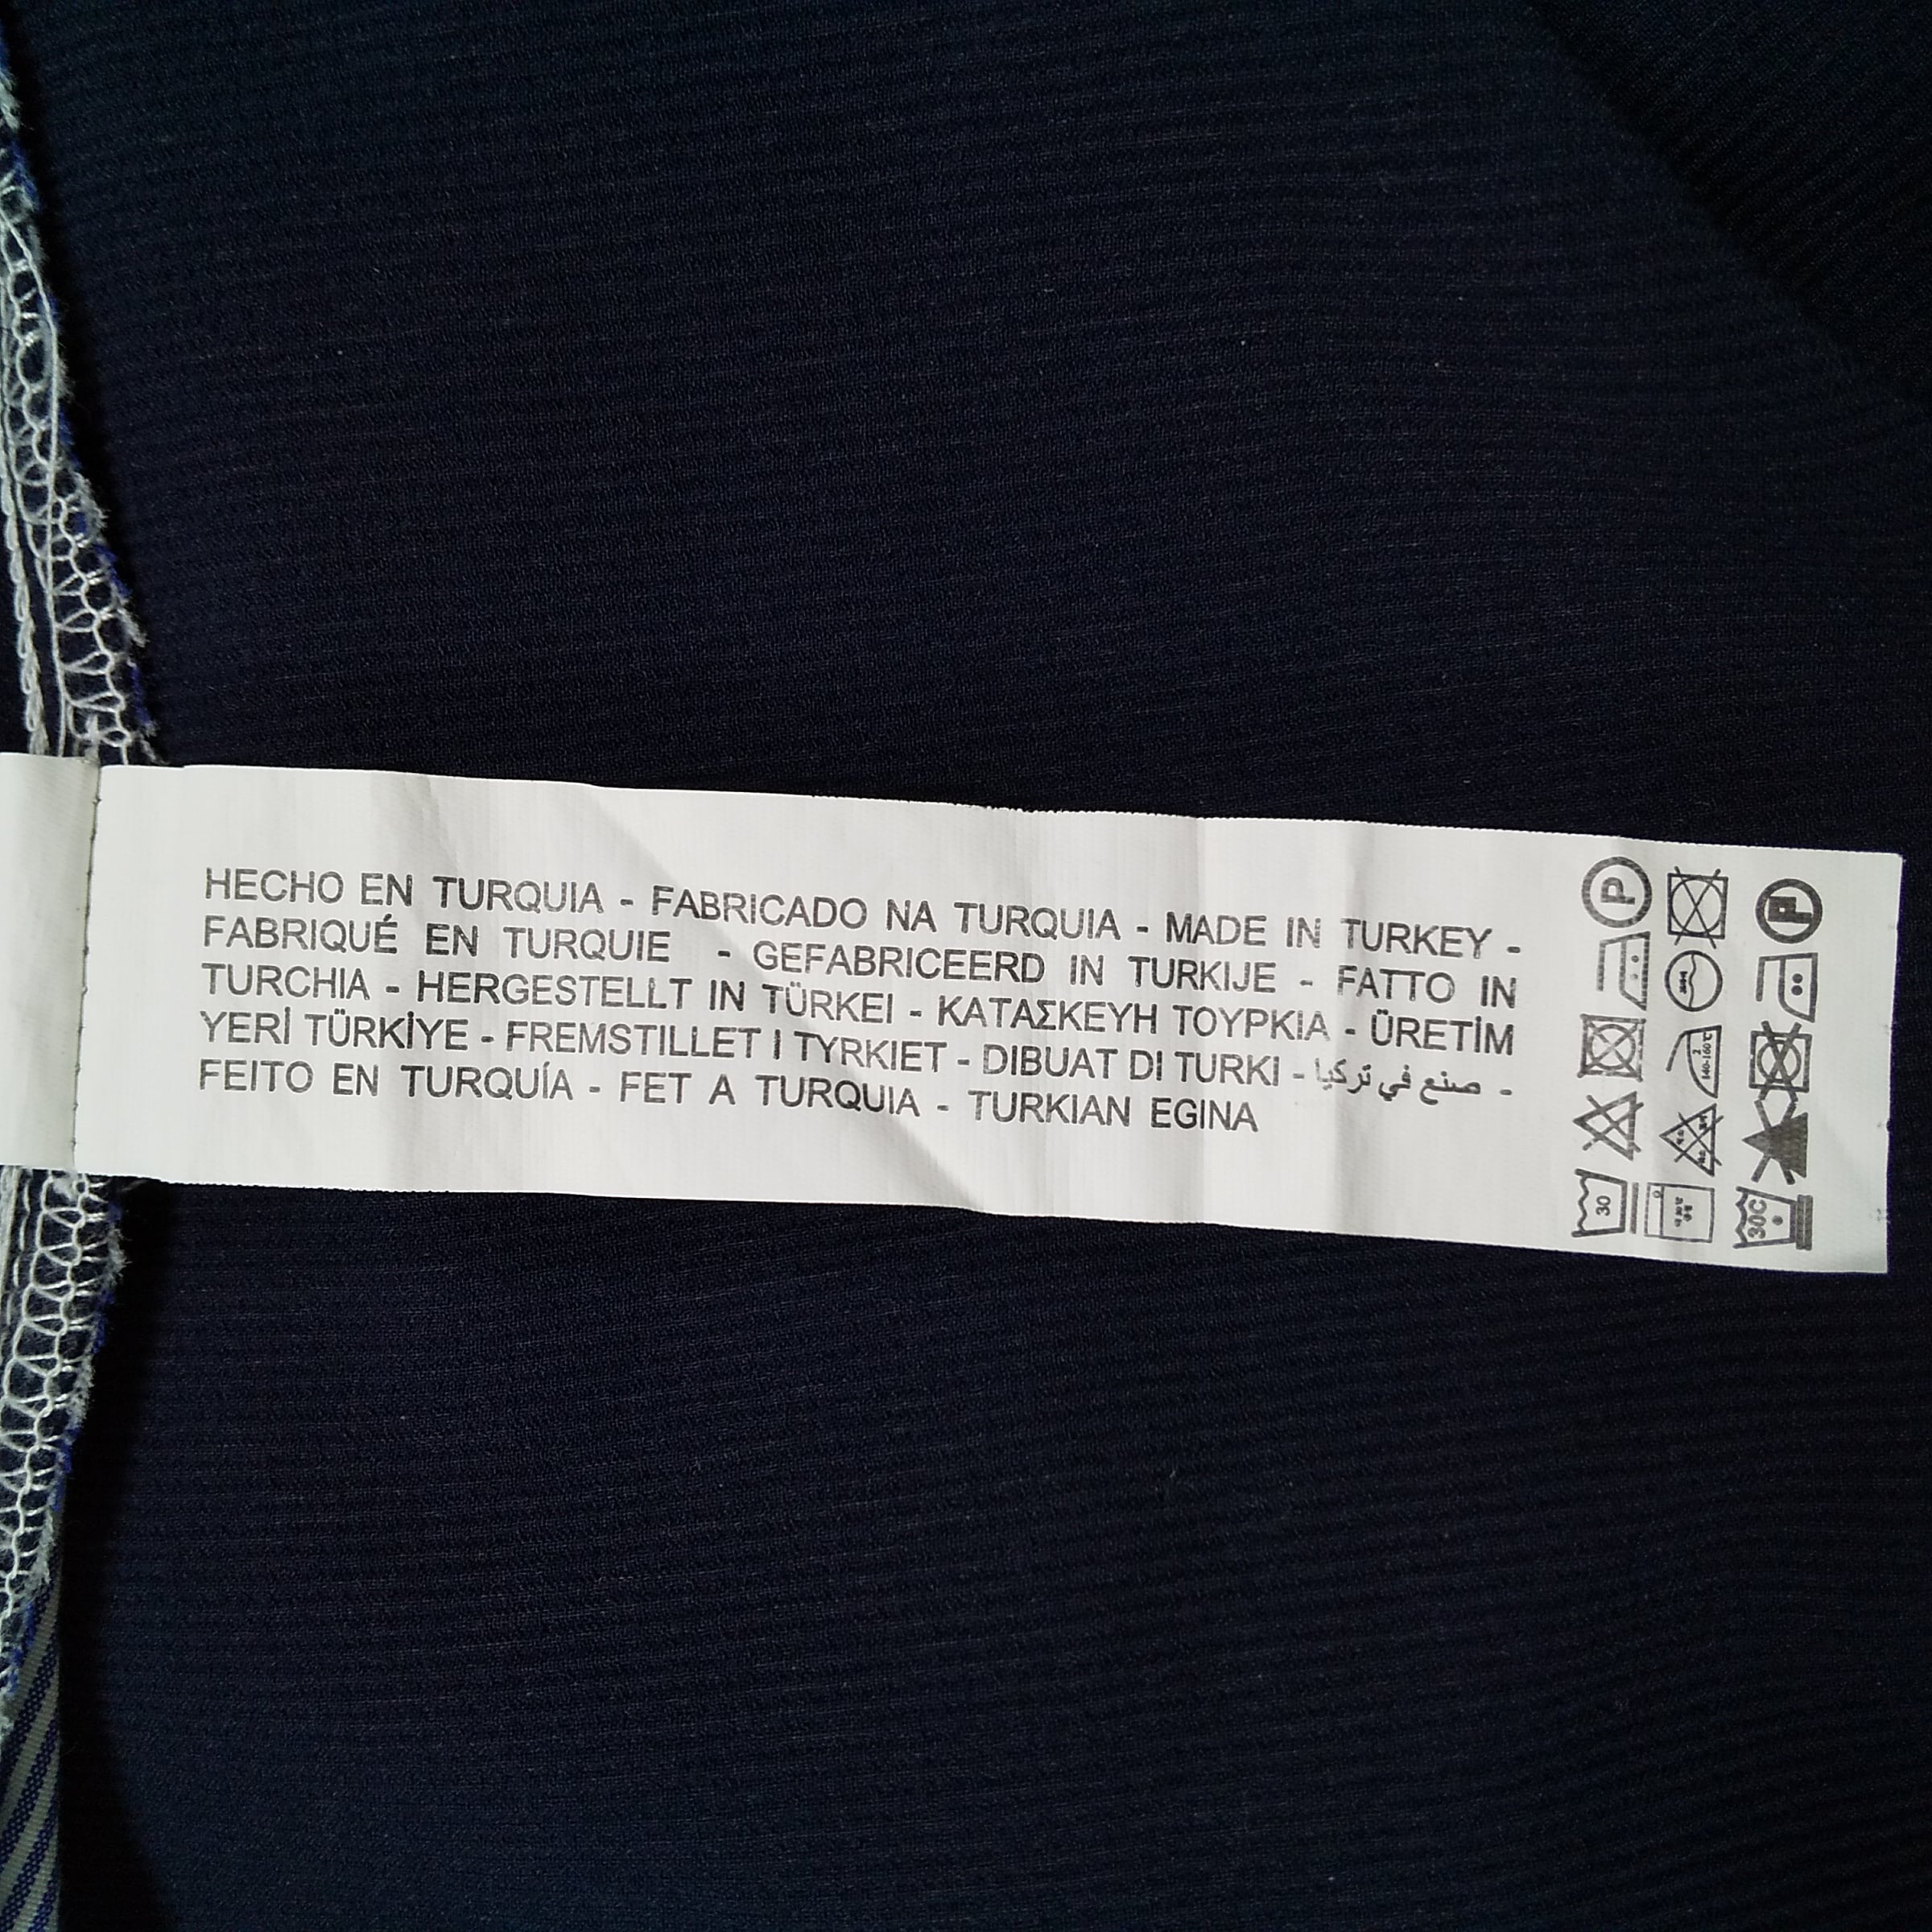 HECHO EN TURQUIA - FABRICADO NA TURQUIA - MADE IN TURKEY -
FABRIQUÉ EN TURQUIE - GEFABRICEERD IN TURKIJE - FATTO IN
TURCHIA - HERGESTELLT IN TÜRKEI - ΚΑΤΑΣΚΕΥΗ ΤΟΥΡΚΙΑ - ÜRETİM
YERİ TÜRKİYE - FREMSTILLET I TYRKIET - DIBUAT DI TURKI - صنع في تركيا -
FEITO EN TURQUÍA - FET A TURQUIA - TURKIAN EGINA
P
P
30
30C